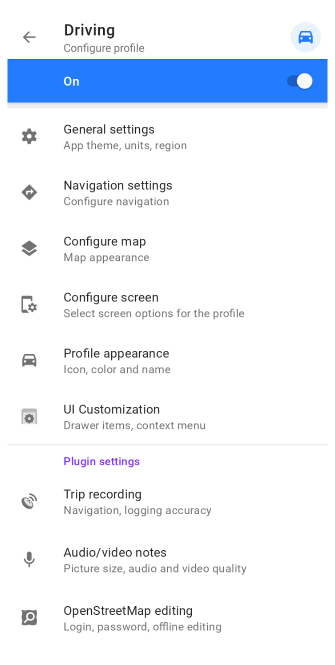 Driving
Configure profile
On
General settings
App theme, units, region
Navigation settings
Configure navigation
Configure map
Map appearance
Configure screen
Select screen options for the profile
Profile appearance
Icon, color and name
UI Customization
Drawer items, context menu
Plugin settings
Trip recording
Navigation, logging accuracy
Audio/video notes
Picture size, audio and video quality
OpenStreetMap editing
Login, password, offline editing